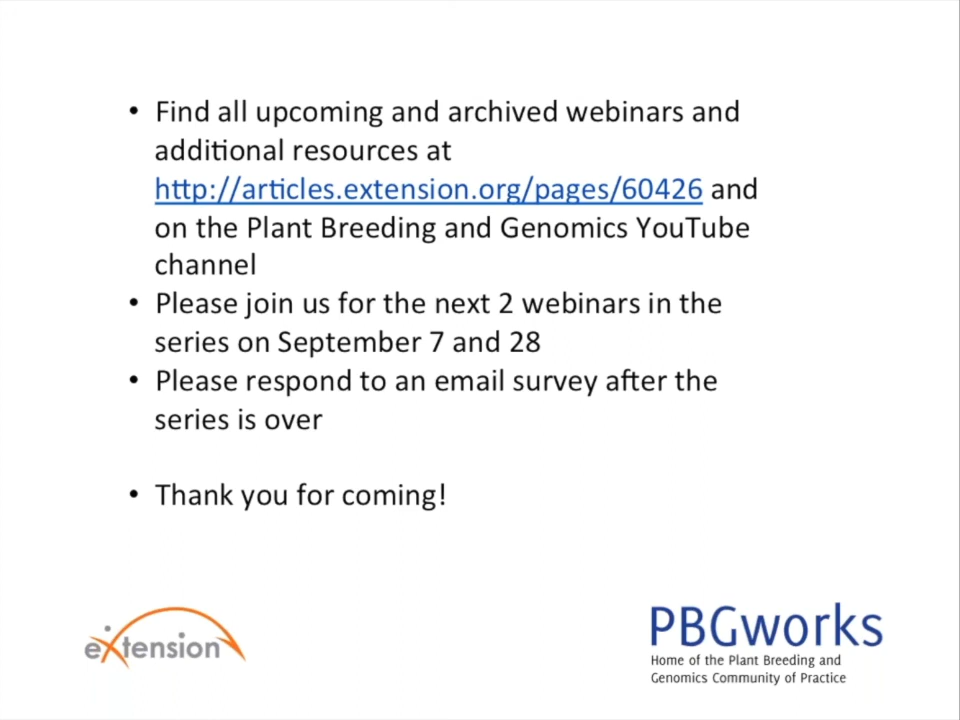 • Find all upcoming and archived webinars and
additional resources at
http://articles.extension.org/pages/60426 and
on the Plant Breeding and Genomics YouTube
channel
• Please join us for the next 2 webinars in the
series on September 7 and 28
• Please respond to an email survey after the
series is over
• Thank you for coming!
eXtension
PBGworks
Home of the Plant Breeding and
Genomics Community of Practice